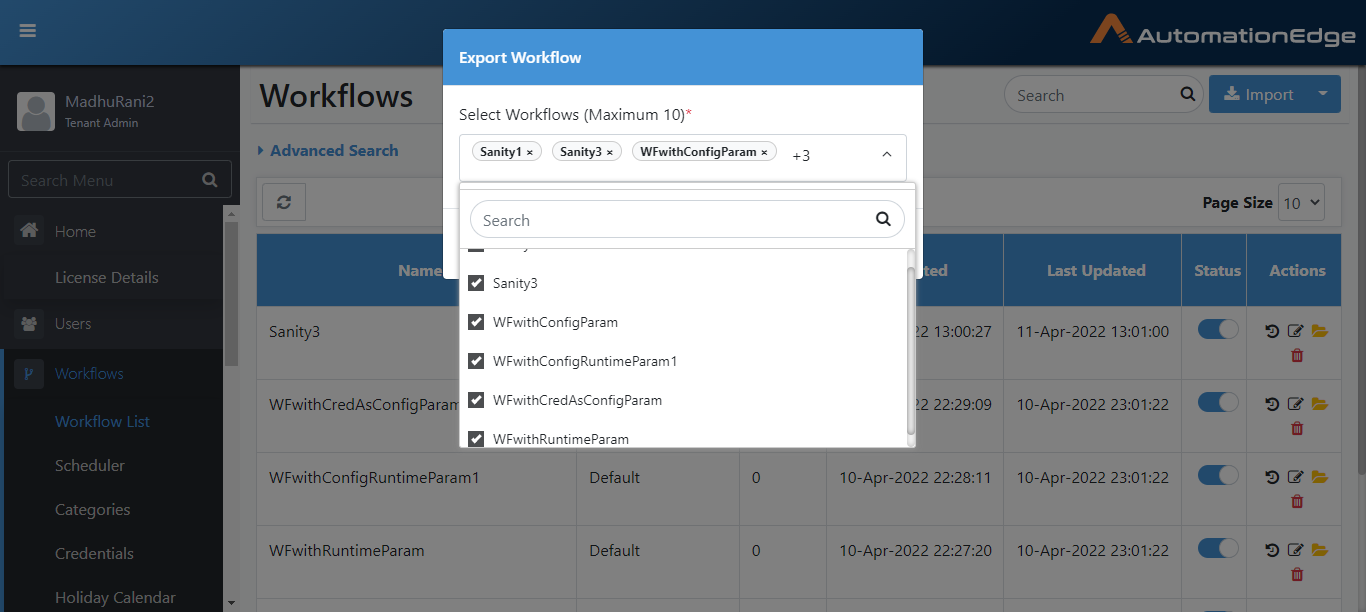 AutomationEdge
Export Workflow
MadhuRani2
Tenant Admin
Workflows
Search
Import
Select Workflows (Maximum 10)*
Sanity1 ×
Sanity3 ×
WFwithConfigParam ×
+3
Advanced Search
Search Menu
Page Size
10
Search
Home
License Details
Users
Workflows
Workflow List
Scheduler
Categories
Credentials
Holiday Calendar
Sanity3
WFwithConfigParam
WFwithConfigRuntimeParam1
WFwithCredAsConfigParam
WFwithRuntimeParam
Name
Last Updated
Status
Actions
Sanity3
22 13:00:27
11-Apr-2022 13:01:00
WFwithCredAsConfigParam
22 22:29:09
10-Apr-2022 23:01:22
WFwithConfigRuntimeParam1
Default
0
10-Apr-2022 22:28:11
10-Apr-2022 23:01:22
WFwithRuntimeParam
Default
0
10-Apr-2022 22:27:20
10-Apr-2022 23:01:22